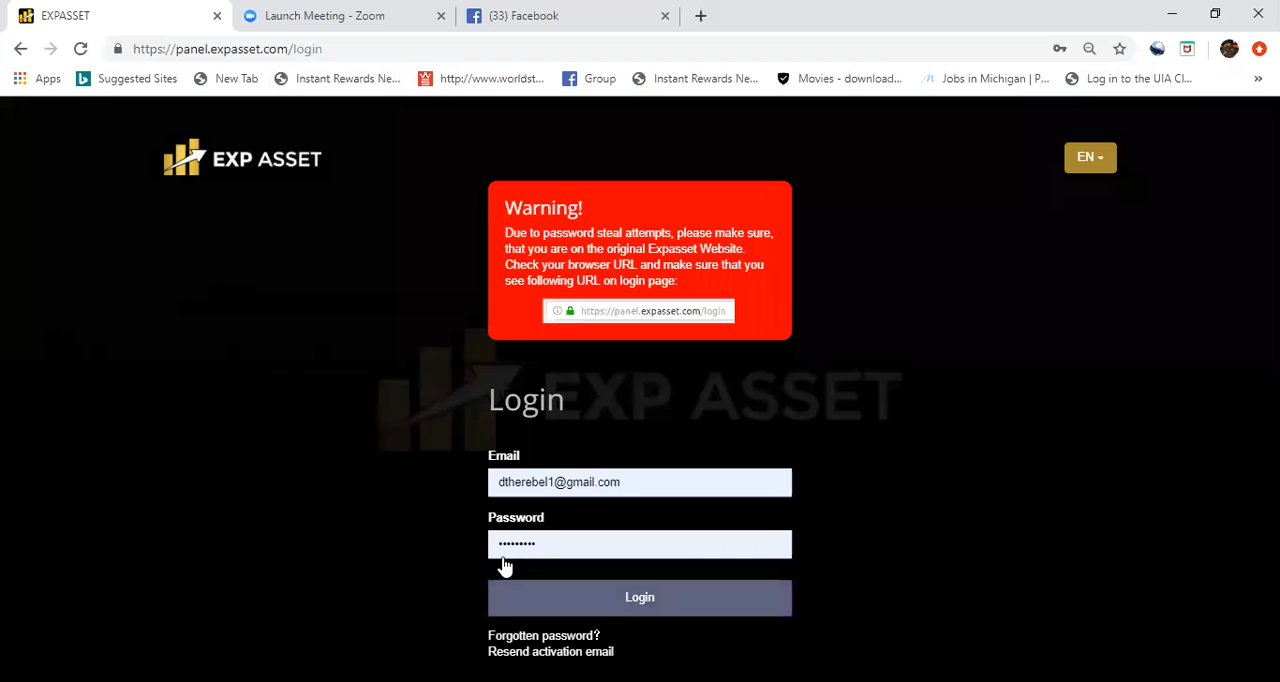 EXPASSET
Launch Meeting - Zoom
(33) Facebook
https://panel.expasset.com/login
Apps
Suggested Sites
New Tab
Instant Rewards Ne...
http://www.worldst...
Group
Instant Rewards Ne...
Movies - download...
Jobs in Michigan | P...
Log in to the UIA Cl...
»
EXP ASSET
EN
Warning!
Due to password steal attempts, please make sure,
that you are on the original Expasset Website.
Check your browser URL and make sure that you
see following URL on login page:
https://panel.expasset.com/login
EXP ASSET
Login
Email
dtherebel1@gmail.com
Password
•••••••••
Login
Forgotten password?
Resend activation email